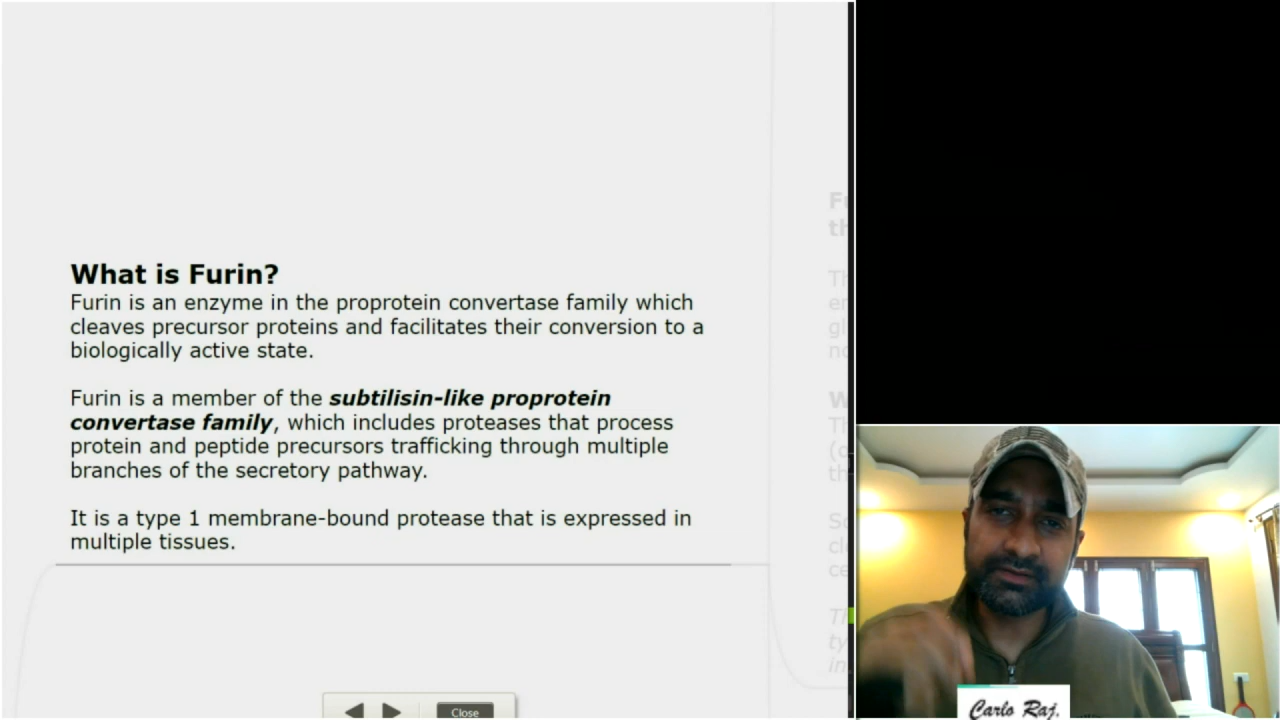 What is Furin?
Furin is an enzyme in the proprotein convertase family which
cleaves precursor proteins and facilitates their conversion to a
biologically active state.
Furin is a member of the subtilisin-like proprotein
convertase family, which includes proteases that process
protein and peptide precursors trafficking through multiple
branches of the secretory pathway.
It is a type 1 membrane-bound protease that is expressed in
multiple tissues.
Close
Carlo Raj.